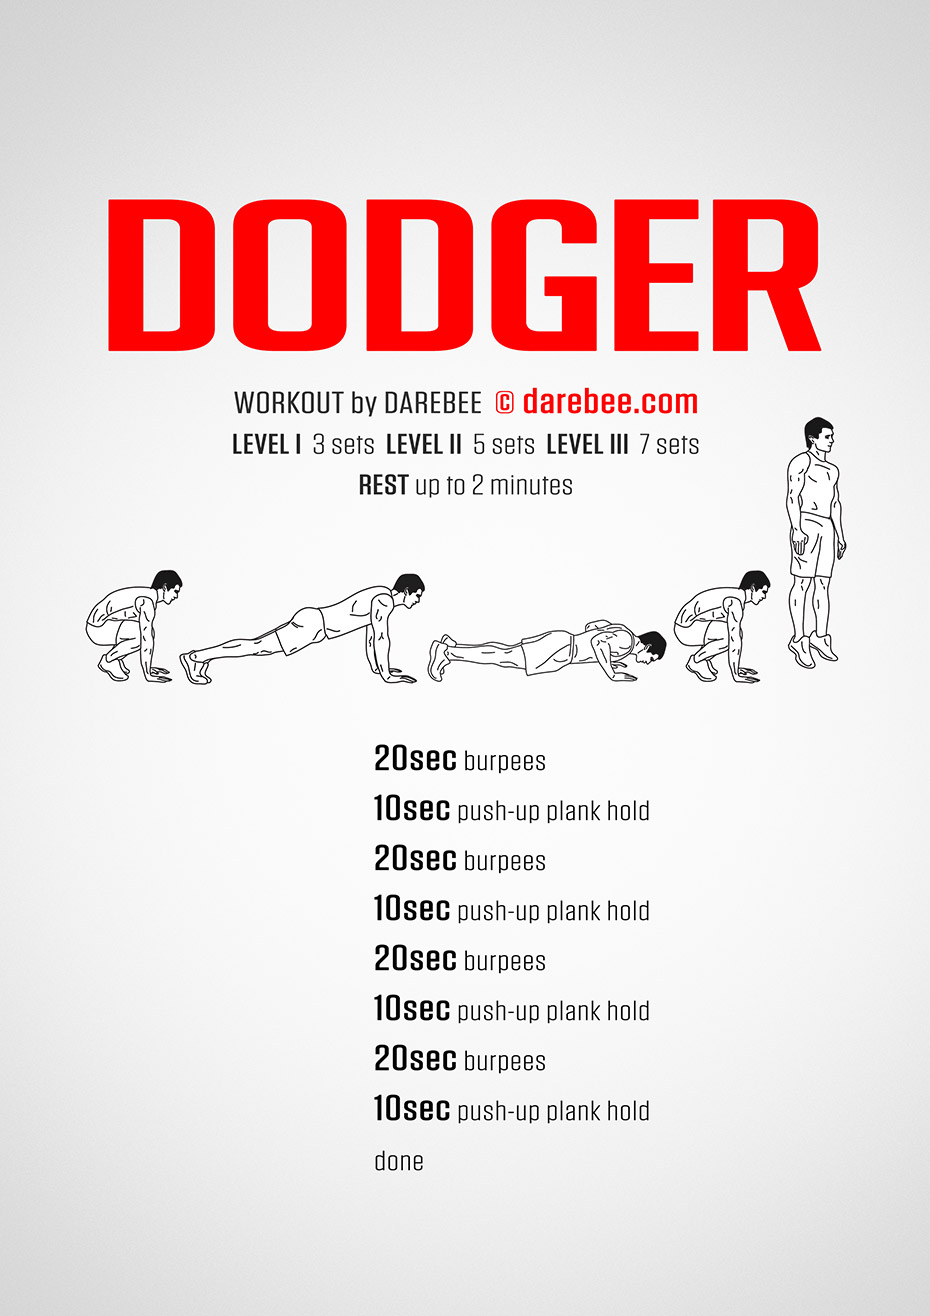 DODGER
WORKOUT by DAREBEE © darebee.com
LEVEL I 3 sets LEVEL II 5 sets LEVEL III 7 sets
REST up to 2 minutes
20sec burpees
10sec push-up plank hold
20sec burpees
10sec push-up plank hold
20sec burpees
10sec push-up plank hold
20sec burpees
10sec push-up plank hold
done